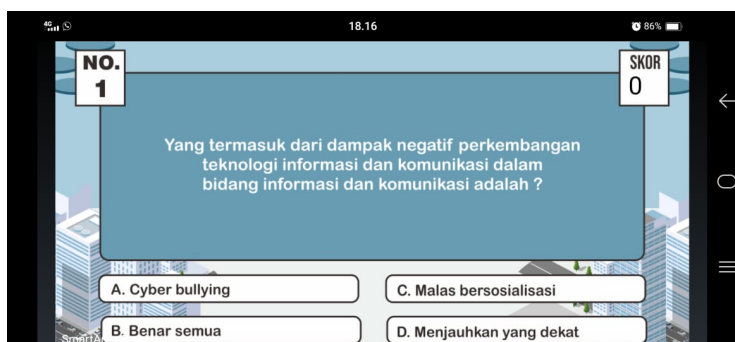 4G
18.16
86%
NO.
1
SKOR
0
Yang termasuk dari dampak negatif perkembangan
teknologi informasi dan komunikasi dalam
bidang informasi dan komunikasi adalah ?
A. Cyber bullying
C. Malas bersosialisasi
B. Benar semua
D. Menjauhkan yang dekat